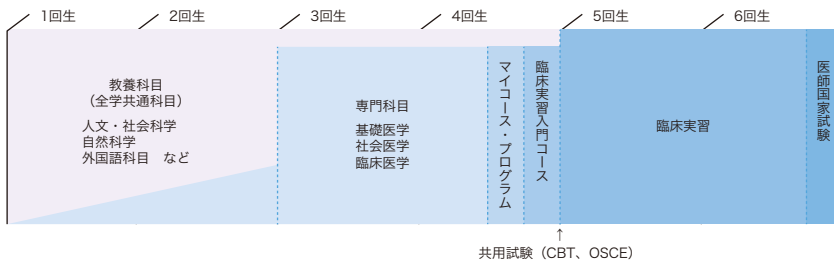 1回生
2回生
3回生
4回生
5回生
6回生
教養科目
（全学共通科目）
人文・社会科学
自然科学
外国語科目　など
専門科目
基礎医学
社会医学
臨床医学
マイコース・プログラム
臨床実習入門コース
臨床実習
医師国家試験
↑
共用試験（CBT、OSCE）